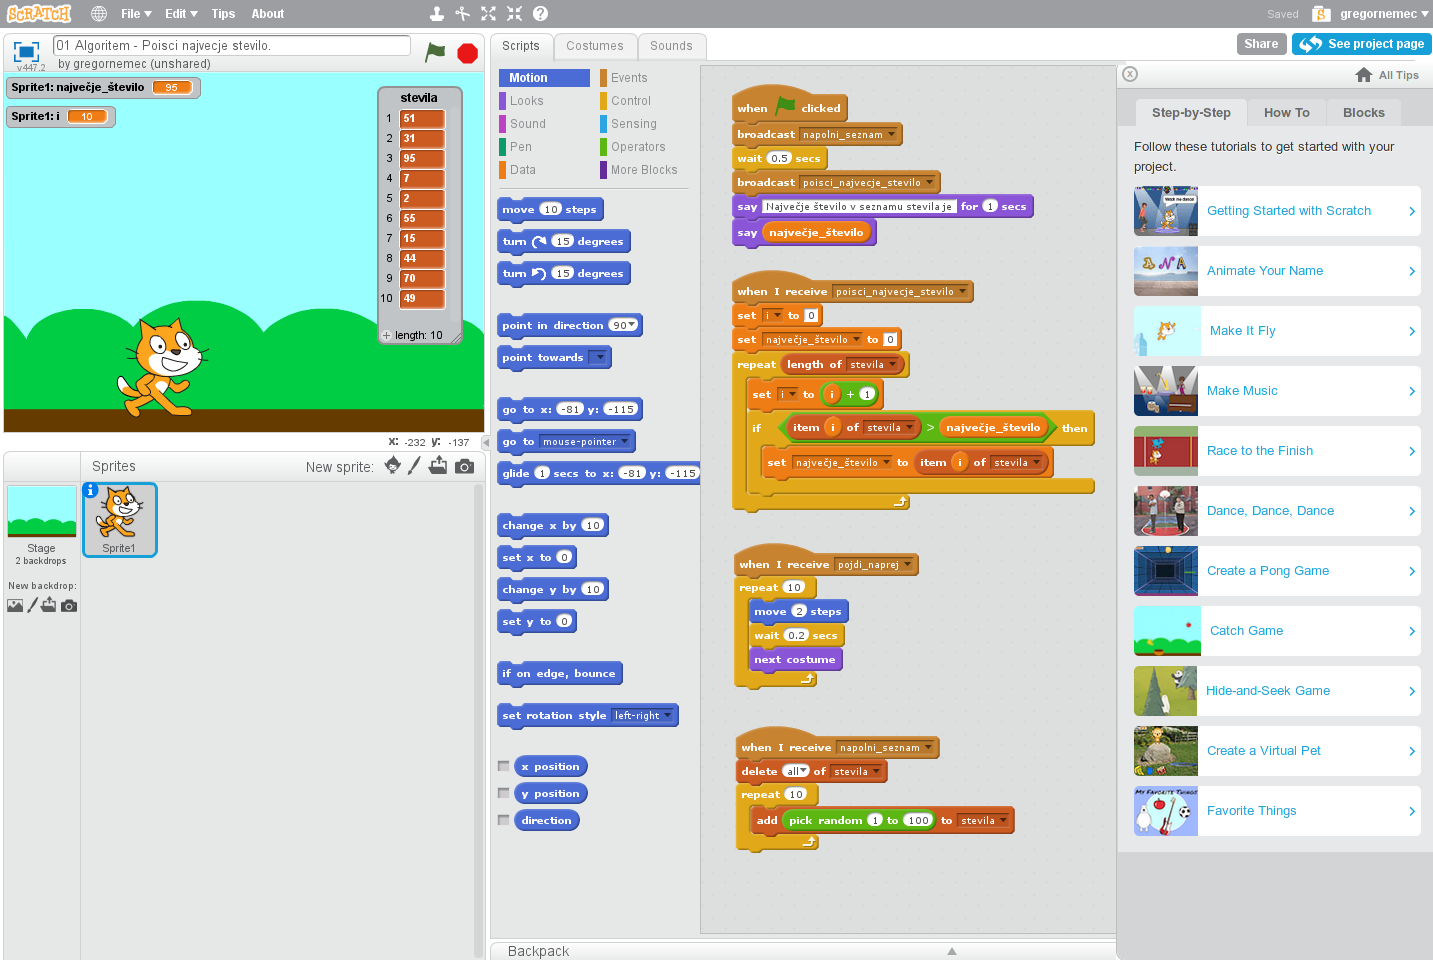 SCRATCH
File
Edit
Tips
About
Saved
gregornemec
01 Algoritem - Poisci najvecje stevilo.
by gregornemec (unshared)
v447.2
Scripts
Costumes
Sounds
Share
See project page
Sprite1: največje_število 95
Sprite1: i 10
stevila
1 51
2 31
3 95
4 7
5 2
6 55
7 15
8 44
9 70
10 49
+ length: 10
x: -232 y: -137
Sprites
New sprite:
Stage
2 backdrops
New backdrop:
Sprite1
Motion
Looks
Sound
Pen
Data
Events
Control
Sensing
Operators
More Blocks
move 10 steps
turn 15 degrees
turn 15 degrees
point in direction 90
point towards
go to x: -81 y: -115
go to mouse-pointer
glide 1 secs to x: -81 y: -115
change x by 10
set x to 0
change y by 10
set y to 0
if on edge, bounce
set rotation style left-right
x position
y position
direction
when clicked
broadcast napolni_seznam
wait 0.5 secs
broadcast poisci_najvecje_stevilo
say Največje število v seznamu stevila je for 1 secs
say največje_število
when I receive poisci_najvecje_stevilo
set i to 0
set največje_število to 0
repeat length of stevila
set i to i + 1
if item i of stevila > največje_število then
set največje_število to item i of stevila
when I receive pojdi_naprej
repeat 10
move 2 steps
wait 0.2 secs
next costume
when I receive napolni_seznam
delete all of stevila
repeat 10
add pick random 1 to 100 to stevila
Backpack
All Tips
Step-by-Step
How To
Blocks
Follow these tutorials to get started with your
project.
Getting Started with Scratch
Animate Your Name
Make It Fly
Make Music
Race to the Finish
Dance, Dance, Dance
Create a Pong Game
Catch Game
Hide-and-Seek Game
Create a Virtual Pet
MY FAVORITE THINGS
Favorite Things